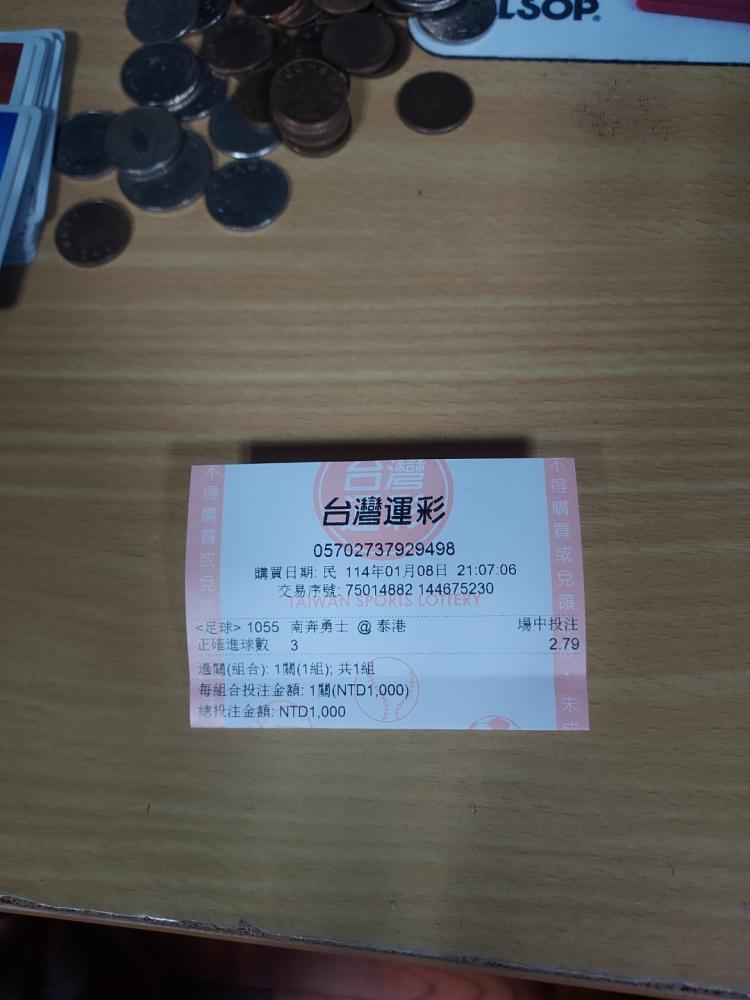 LSOP
台灣
台灣運彩
05702737929498
購買日期: 民 114年01月08日 21:07:06
交易序號: 75014882 144675230
TAIWAN SPORTS LOTTERY
<足球> 1055 南奔勇士 @ 泰港 場中投注
正確進球數 3 2.79
過關(組合): 1關(1組); 共1組
每組合投注金額: 1關(NTD1,000)
總投注金額: NTD1,000
不得購買或兌領
不得購買或兌領
未成